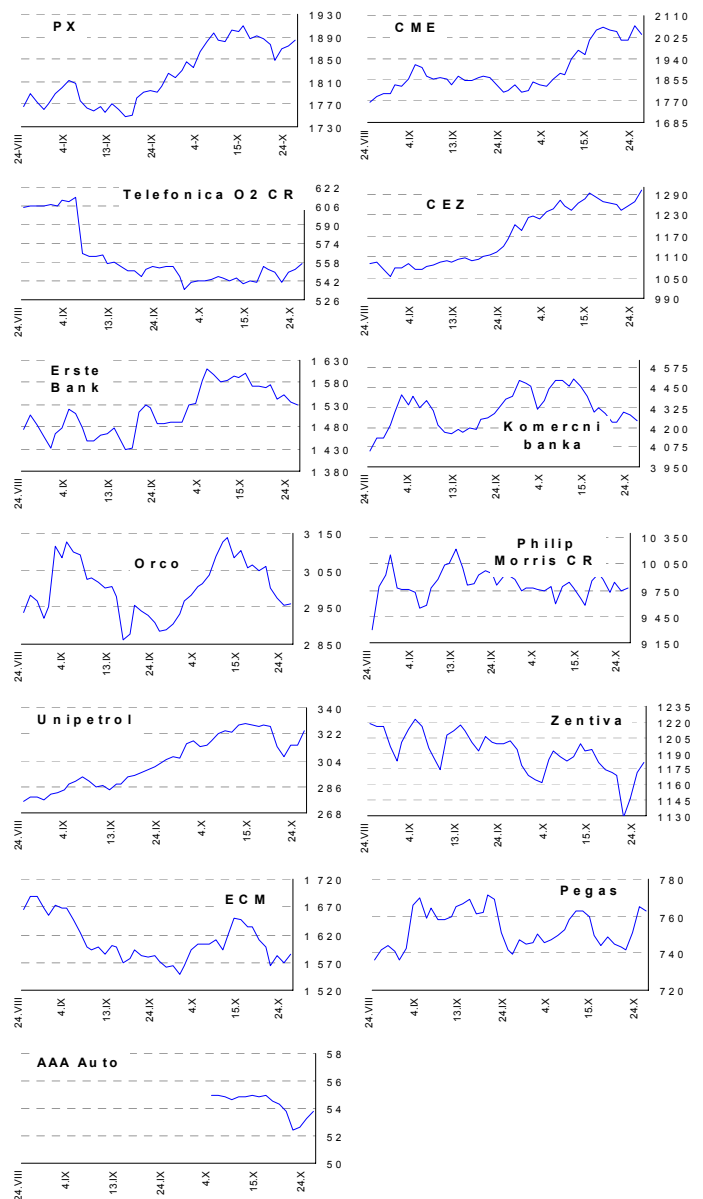 PX
1930
1890
1850
1810
1770
1730
24-VIII
4-IX
13-IX
24-IX
4-X
15-X
24-X
CME
2110
2025
1940
1855
1770
1685
24.VIII
4.IX
13.IX
24.IX
4.X
15.X
24.X
Telefonica O2 CR
622
606
590
574
558
542
526
24.VIII
4.IX
13.IX
24.IX
4.X
15.X
24.X
CEZ
1290
1230
1170
1110
1050
990
24.VIII
4.IX
13.IX
24.IX
4.X
15.X
24.X
Erste
Bank
1630
1580
1530
1480
1430
1380
24.VIII
4.IX
13.IX
24.IX
4.X
15.X
24.X
Komercni
banka
4 575
4 450
4 325
4 200
4 075
3 950
24.VIII
4.IX
13.IX
24.IX
4.X
15.X
24.X
Orco
3 150
3 050
2 950
2 850
24.VIII
4.IX
13.IX
24.IX
4.X
15.X
24.X
Philip
Morris CR
10 350
10 050
9 750
9 450
9 150
24.VIII
4.IX
13.IX
24.IX
4.X
15.X
24.X
Unipetrol
340
322
304
286
268
24.VIII
4.IX
13.IX
24.IX
4.X
15.X
24.X
Zentiva
1235
1220
1205
1190
1175
1160
1145
1130
24.VIII
4.IX
13.IX
24.IX
4.X
15.X
24.X
ECM
1 720
1 670
1 620
1 570
1 520
24.VIII
4.IX
13.IX
24.IX
4.X
15.X
24.X
Pegas
780
760
740
720
24.VIII
4.IX
13.IX
24.IX
4.X
15.X
24.X
AAA Auto
58
56
54
52
50
24.VIII
4.IX
13.IX
24.IX
4.X
15.X
24.X